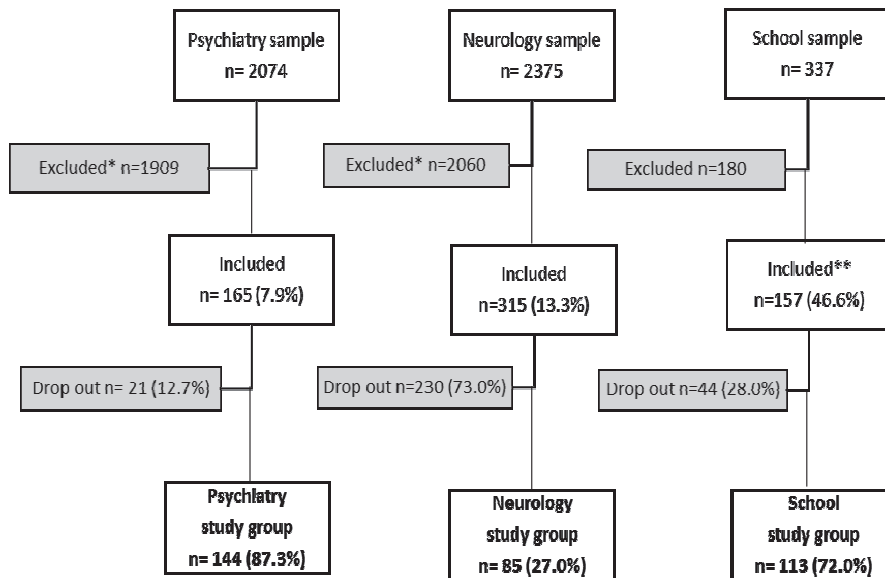 Psychiatry sample
n= 2074
Neurology sample
n= 2375
School sample
n= 337
Excluded* n=1909
Excluded* n=2060
Excluded n=180
Included
n= 165 (7.9%)
Included
n=315 (13.3%)
Included**
n=157 (46.6%)
Drop out n= 21 (12.7%)
Drop out n=230 (73.0%)
Drop out n=44 (28.0%)
Psychiatry
study group
n= 144 (87.3%)
Neurology
study group
n= 85 (27.0%)
School
study group
n= 113 (72.0%)